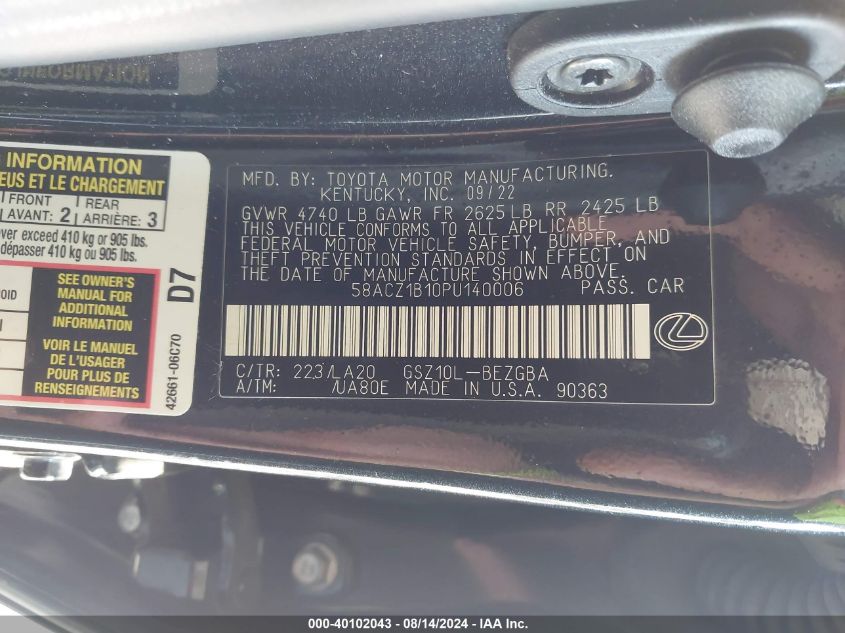 INFORMATION
EUS ET LE CHARGEMENT
FRONT REAR
AVANT: 2 ARRIÈRE: 3
ver exceed 410 kg or 905 lbs.
dépasser 410 kg ou 905 lbs.
SEE OWNER'S
MANUAL FOR
ADDITIONAL
INFORMATION
VOIR LE MANUEL
DE L'USAGER
POUR PLUS DE
RENSEIGNEMENTS
D7
42661-06C70
MFD. BY: TOYOTA MOTOR MANUFACTURING.
KENTUCKY, INC. 09/22
GVWR 4740 LB GAWR FR 2625 LB RR 2425 LB
THIS VEHICLE CONFORMS TO ALL APPLICABLE
FEDERAL MOTOR VEHICLE SAFETY, BUMPER, AND
THEFT PREVENTION STANDARDS IN EFFECT ON
THE DATE OF MANUFACTURE SHOWN ABOVE.
58ACZ1B10PU140006 PASS. CAR
C/TR: 223/LA20 GSZ10L-BEZGBA
A/TM: /UA80E MADE IN U.S.A. 90363
000-40102043 - 08/14/2024 - IMPACT AUTO AUCTIONS LTD.